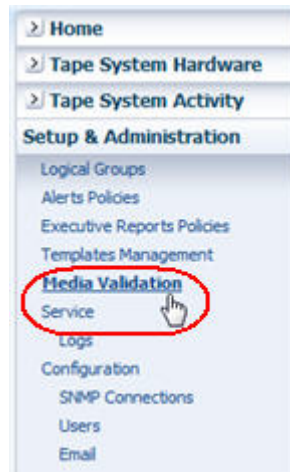 Home
Tape System Hardware
Tape System Activity
Setup & Administration
Logical Groups
Alerts Policies
Executive Reports Policies
Templates Management
Media Validation
Service
Logs
Configuration
SNMP Connections
Users
Email